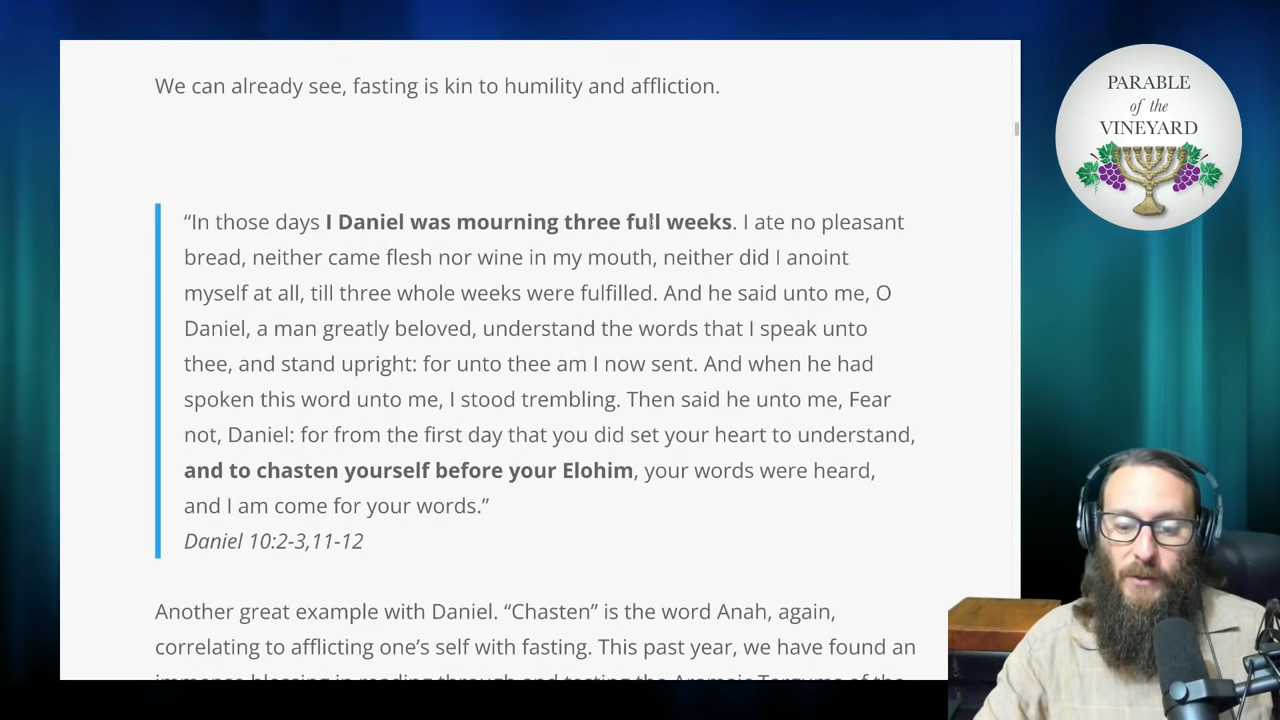 We can already see, fasting is kin to humility and affliction.
PARABLE
of the
VINEYARD
“In those days I Daniel was mourning three full weeks. I ate no pleasant
bread, neither came flesh nor wine in my mouth, neither did I anoint
myself at all, till three whole weeks were fulfilled. And he said unto me, O
Daniel, a man greatly beloved, understand the words that I speak unto
thee, and stand upright: for unto thee am I now sent. And when he had
spoken this word unto me, I stood trembling. Then said he unto me, Fear
not, Daniel: for from the first day that you did set your heart to understand,
and to chasten yourself before your Elohim, your words were heard,
and I am come for your words.”
Daniel 10:2-3,11-12
Another great example with Daniel. “Chasten” is the word Anah, again,
correlating to afflicting one’s self with fasting. This past year, we have found an